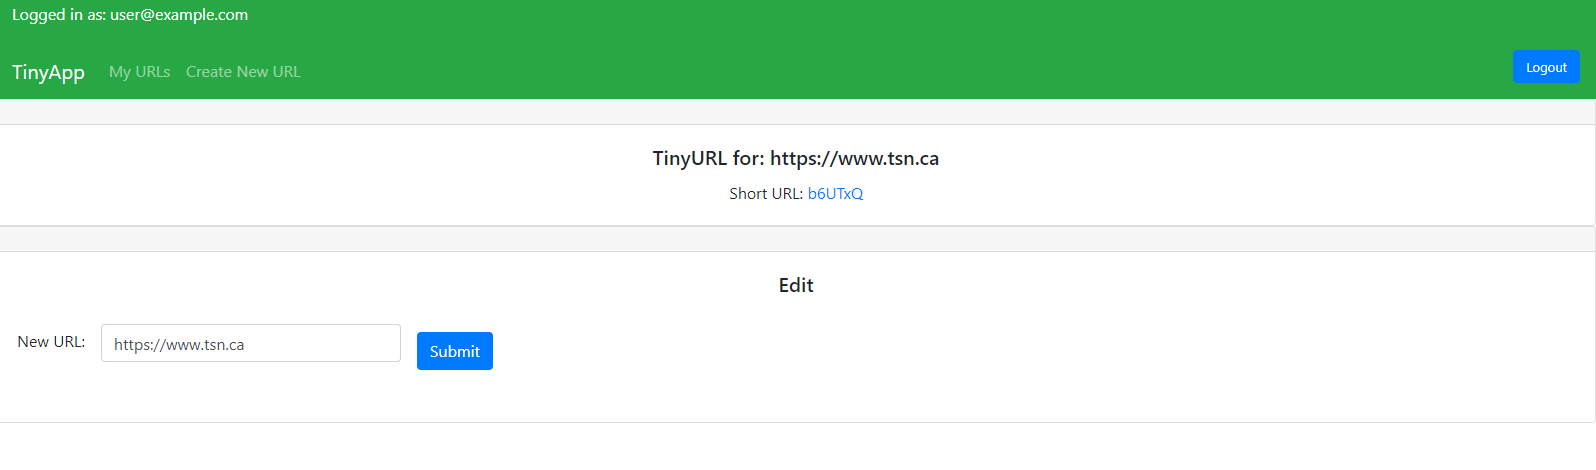 Logged in as: user@example.com
TinyApp My URLs Create New URL Logout
TinyURL for: https://www.tsn.ca
Short URL: b6UTxQ
Edit
New URL: https://www.tsn.ca Submit